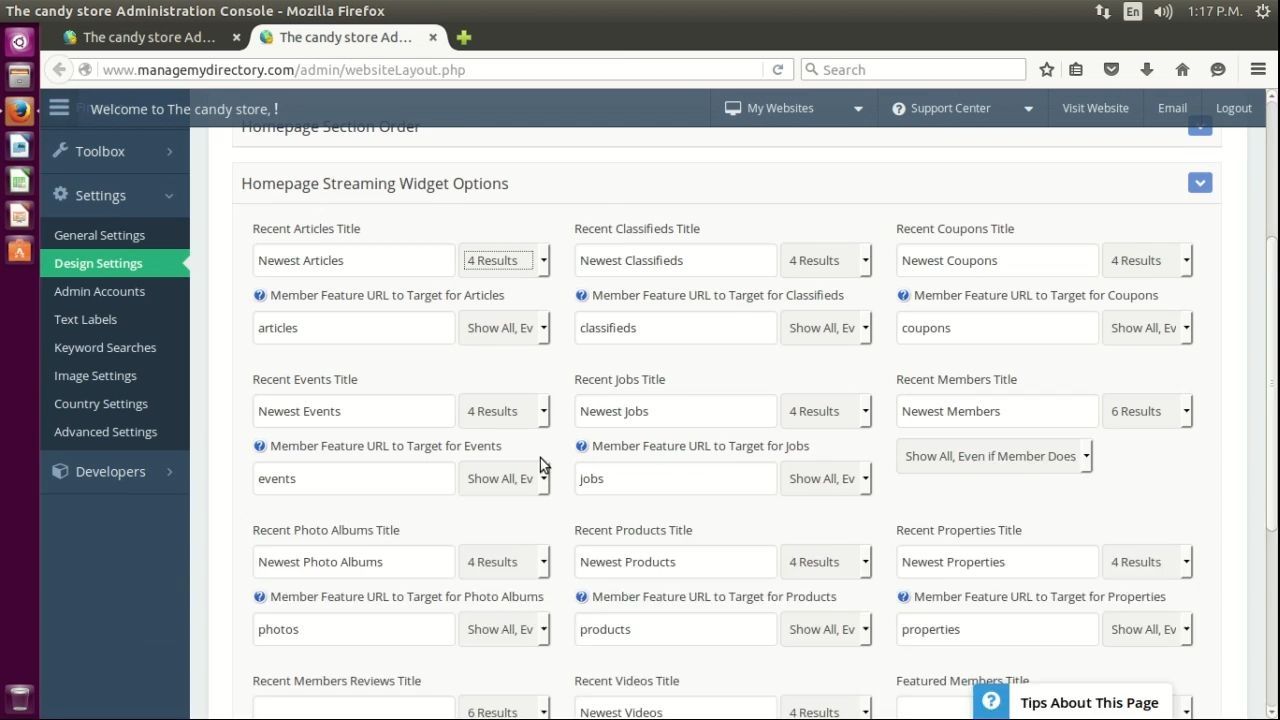 The candy store Administration Console - Mozilla Firefox
En
1:17 P.M.
The candy store Ad...
The candy store Ad...
www.managemydirectory.com/admin/websiteLayout.php
Search
Welcome to The candy store, !
My Websites
Support Center
Visit Website
Email
Logout
Homepage Section Order
Toolbox
Settings
General Settings
Design Settings
Admin Accounts
Text Labels
Keyword Searches
Image Settings
Country Settings
Advanced Settings
Developers
Homepage Streaming Widget Options
Recent Articles Title
Recent Classifieds Title
Recent Coupons Title
Newest Articles
4 Results
Newest Classifieds
4 Results
Newest Coupons
4 Results
? Member Feature URL to Target for Articles
? Member Feature URL to Target for Classifieds
? Member Feature URL to Target for Coupons
articles
Show All, Ev
classifieds
Show All, Ev
coupons
Show All, Ev
Recent Events Title
Recent Jobs Title
Recent Members Title
Newest Events
4 Results
Newest Jobs
4 Results
Newest Members
6 Results
? Member Feature URL to Target for Events
? Member Feature URL to Target for Jobs
Show All, Even if Member Does
events
Show All, Ev
jobs
Show All, Ev
Recent Photo Albums Title
Recent Products Title
Recent Properties Title
Newest Photo Albums
4 Results
Newest Products
4 Results
Newest Properties
4 Results
? Member Feature URL to Target for Photo Albums
? Member Feature URL to Target for Products
? Member Feature URL to Target for Properties
photos
Show All, Ev
products
Show All, Ev
properties
Show All, Ev
Recent Members Reviews Title
Recent Videos Title
Featured Members Title
6 Results
Newest Videos
4 Results
? Tips About This Page